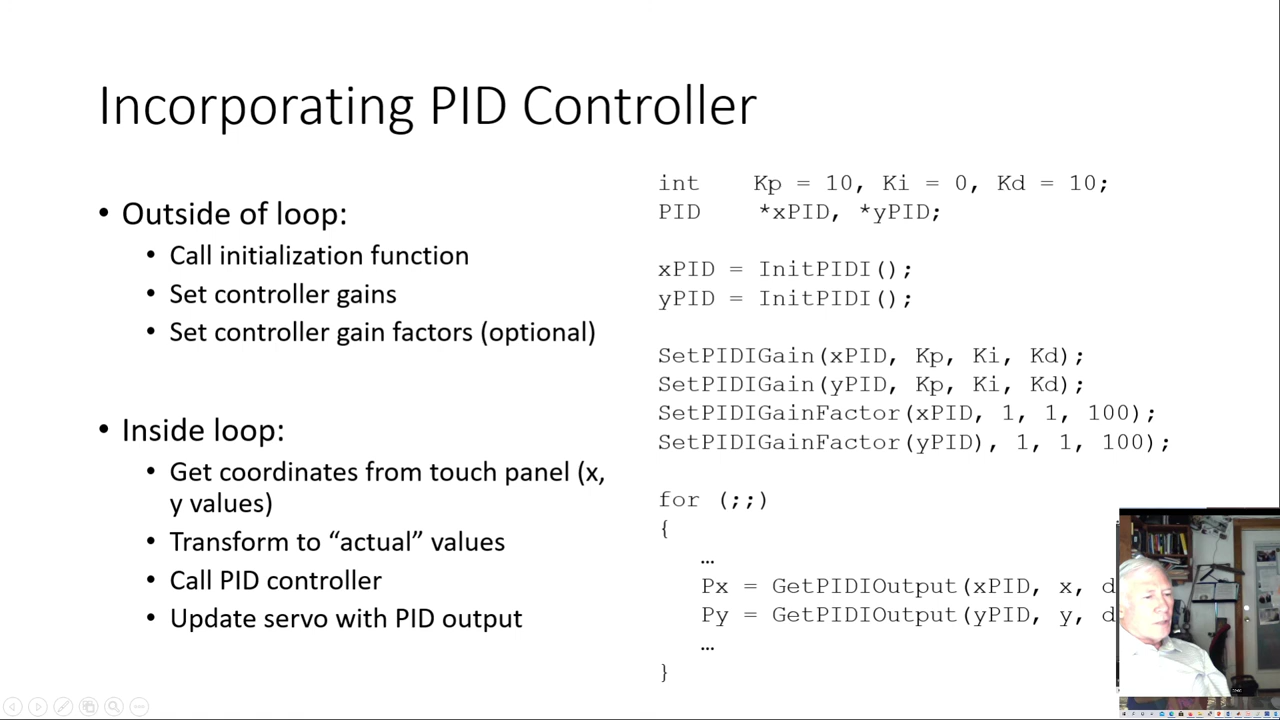 Incorporating PID Controller
• Outside of loop:
• Call initialization function
• Set controller gains
• Set controller gain factors (optional)
• Inside loop:
• Get coordinates from touch panel (x,
y values)
• Transform to “actual” values
• Call PID controller
• Update servo with PID output
int Kp = 10, Ki = 0, Kd = 10;
PID *xPID, *yPID;
xPID = InitPIDI();
yPID = InitPIDI();
SetPIDIGain(xPID, Kp, Ki, Kd);
SetPIDIGain(yPID, Kp, Ki, Kd);
SetPIDIGainFactor(xPID, 1, 1, 100);
SetPIDIGainFactor(yPID), 1, 1, 100);
for (;;)
{
…
Px = GetPIDIOutput(xPID, x, d
Py = GetPIDIOutput(yPID, y, d
…
}